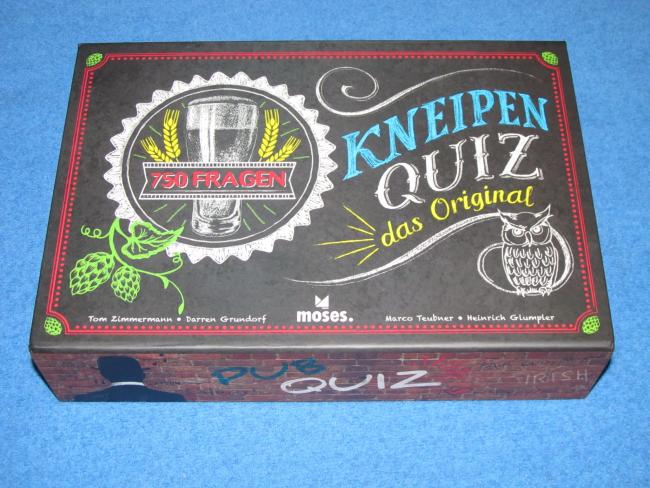 750 FRAGEN
KNEIPEN
QUIZ
das Original
moses.
Tom Zimmermann • Darren Grundorf
Marco Teubner • Heinrich Glumpler
PUB
QUIZ
IRISH